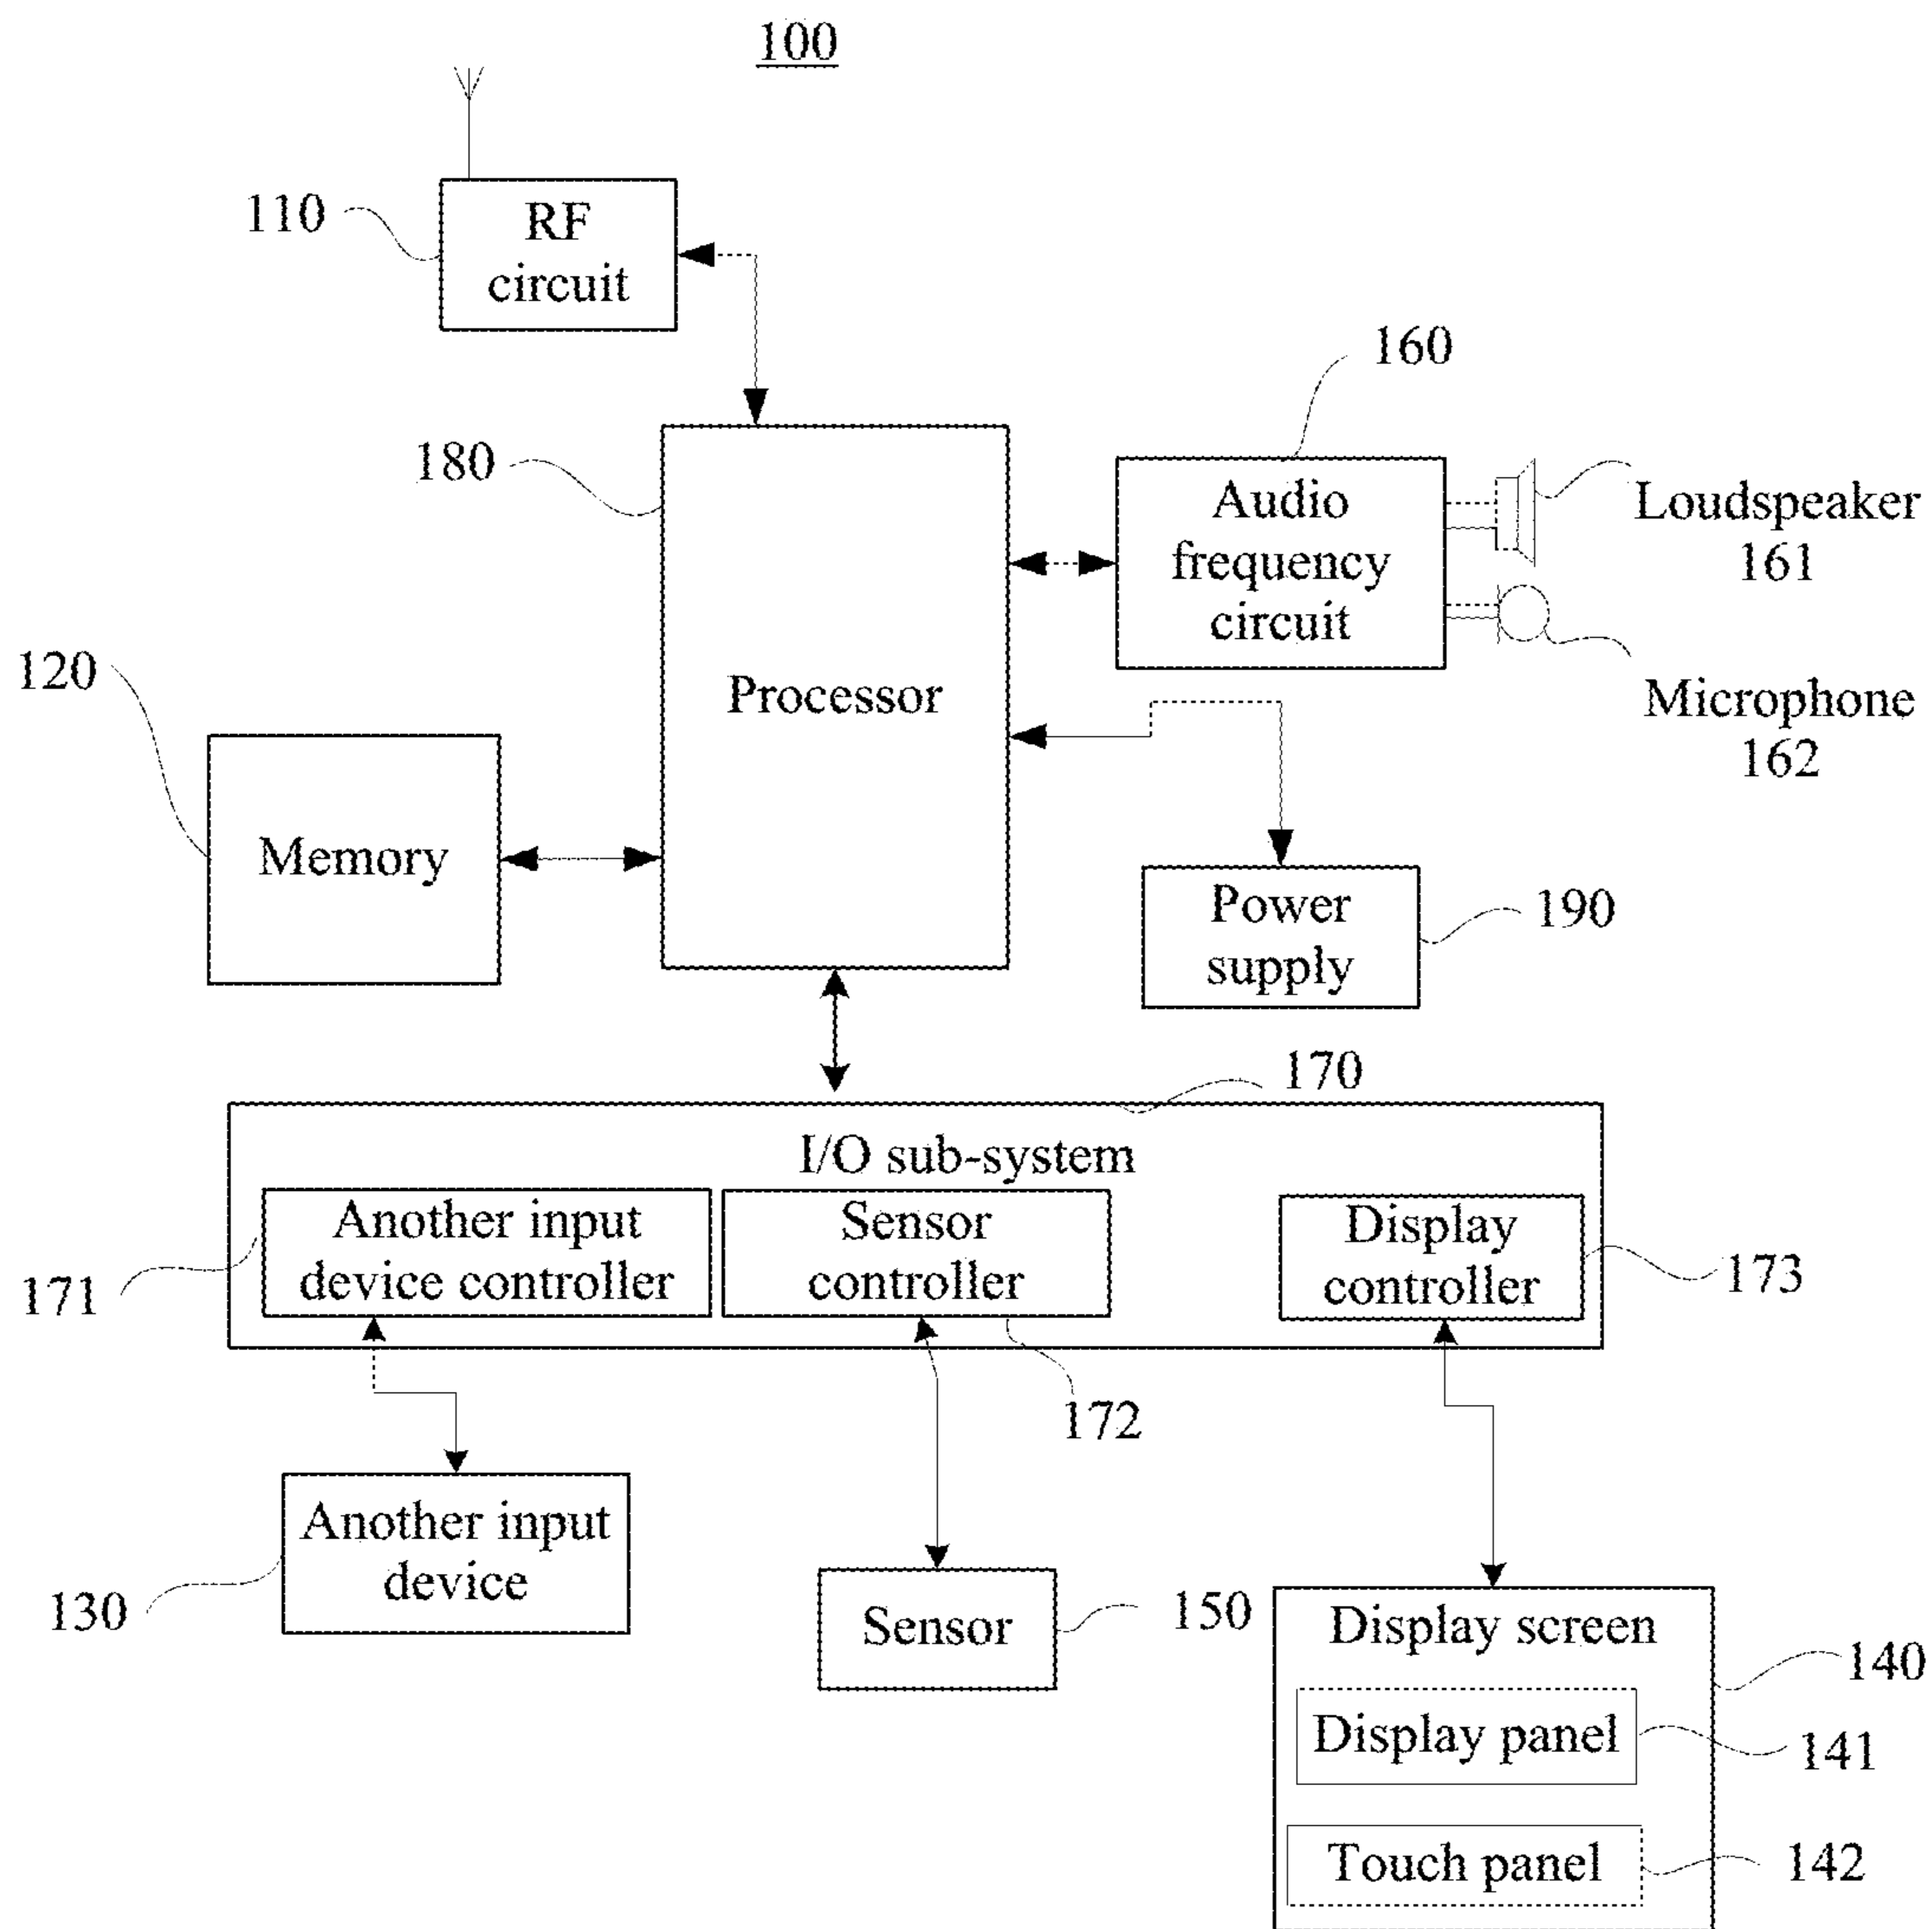 100
110
RF
circuit
160
180
Audio
frequency
circuit
Loudspeaker
161
120
Processor
Microphone
162
Memory
Power
supply
190
170
I/O sub-system
171
Another input
device controller
Sensor
controller
Display
controller
173
172
Another input
device
130
Sensor
150
Display screen
140
Display panel
141
Touch panel
142